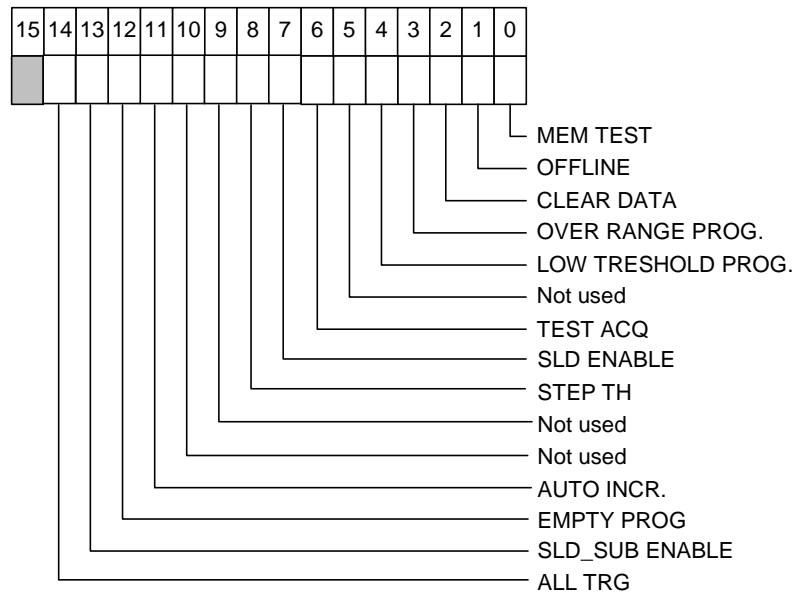 15 14 13 12 11 10 9 8 7 6 5 4 3 2 1 0
MEM TEST
OFFLINE
CLEAR DATA
OVER RANGE PROG.
LOW TRESHOLD PROG.
Not used
TEST ACQ
SLD ENABLE
STEP TH
Not used
Not used
AUTO INCR.
EMPTY PROG
SLD_SUB ENABLE
ALL TRG